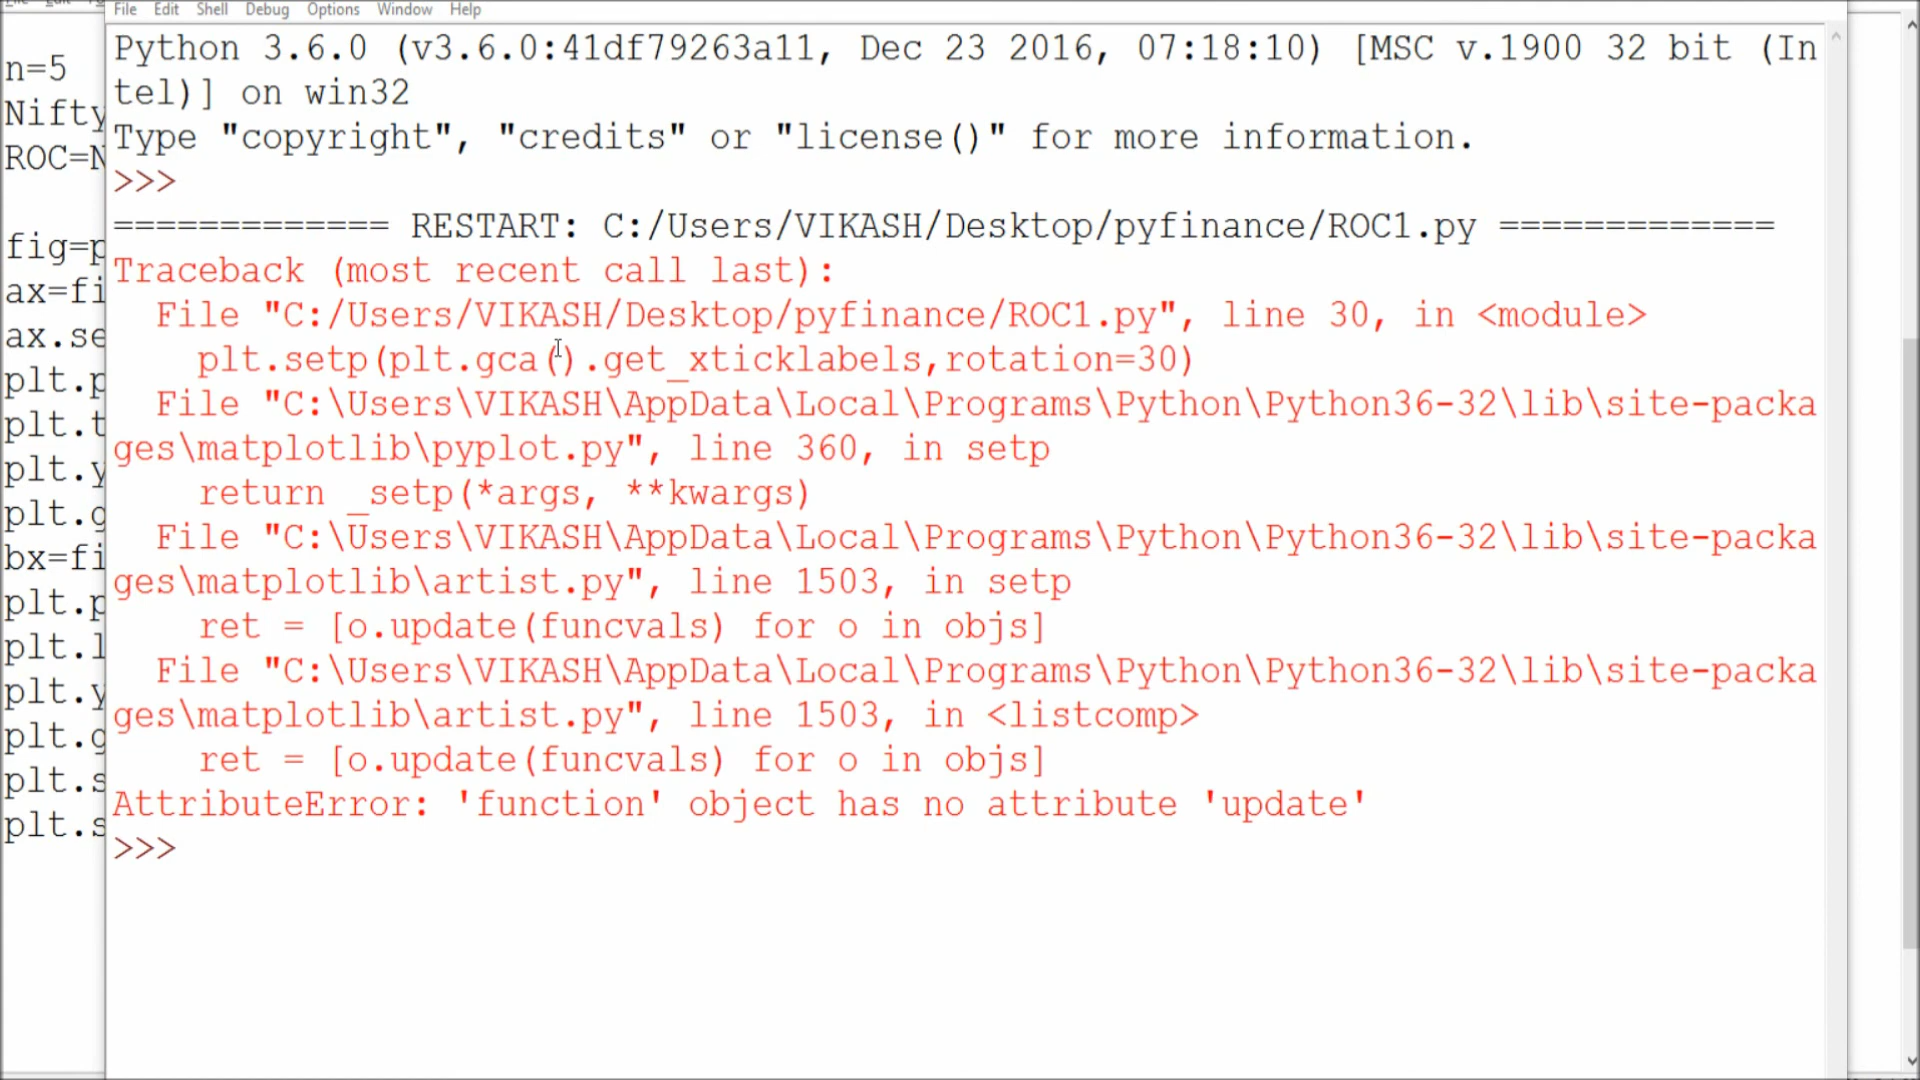 File Edit Shell Debug Options Window Help
Python 3.6.0 (v3.6.0:41df79263a11, Dec 23 2016, 07:18:10) [MSC v.1900 32 bit (In
tel)] on win32
Type "copyright", "credits" or "license()" for more information.
>>>
============= RESTART: C:/Users/VIKASH/Desktop/pyfinance/ROC1.py =============
Traceback (most recent call last):
  File "C:/Users/VIKASH/Desktop/pyfinance/ROC1.py", line 30, in <module>
    plt.setp(plt.gca().get_xticklabels,rotation=30)
  File "C:\Users\VIKASH\AppData\Local\Programs\Python\Python36-32\lib\site-packa
ges\matplotlib\pyplot.py", line 360, in setp
    return _setp(*args, **kwargs)
  File "C:\Users\VIKASH\AppData\Local\Programs\Python\Python36-32\lib\site-packa
ges\matplotlib\artist.py", line 1503, in setp
    ret = [o.update(funcvals) for o in objs]
  File "C:\Users\VIKASH\AppData\Local\Programs\Python\Python36-32\lib\site-packa
ges\matplotlib\artist.py", line 1503, in <listcomp>
    ret = [o.update(funcvals) for o in objs]
AttributeError: 'function' object has no attribute 'update'
>>>
n=5
Nifty
ROC=N
fig=p
ax=fi
ax.se
plt.p
plt.t
plt.y
plt.g
bx=fi
plt.p
plt.l
plt.y
plt.g
plt.s
plt.s